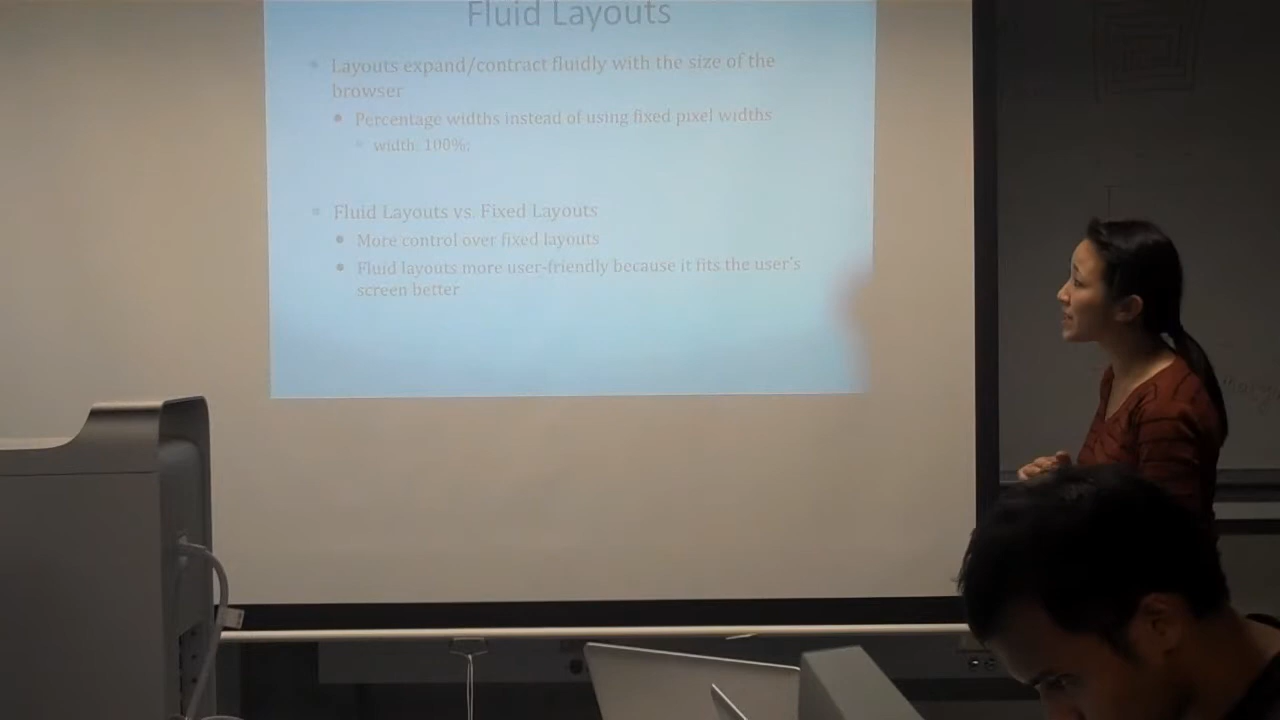 Fluid Layouts
Layouts expand/contract fluidly with the size of the
browser
Percentage widths instead of using fixed pixel widths
width: 100%;
Fluid Layouts vs. Fixed Layouts
More control over fixed layouts
Fluid layouts more user-friendly because it fits the user's
screen better